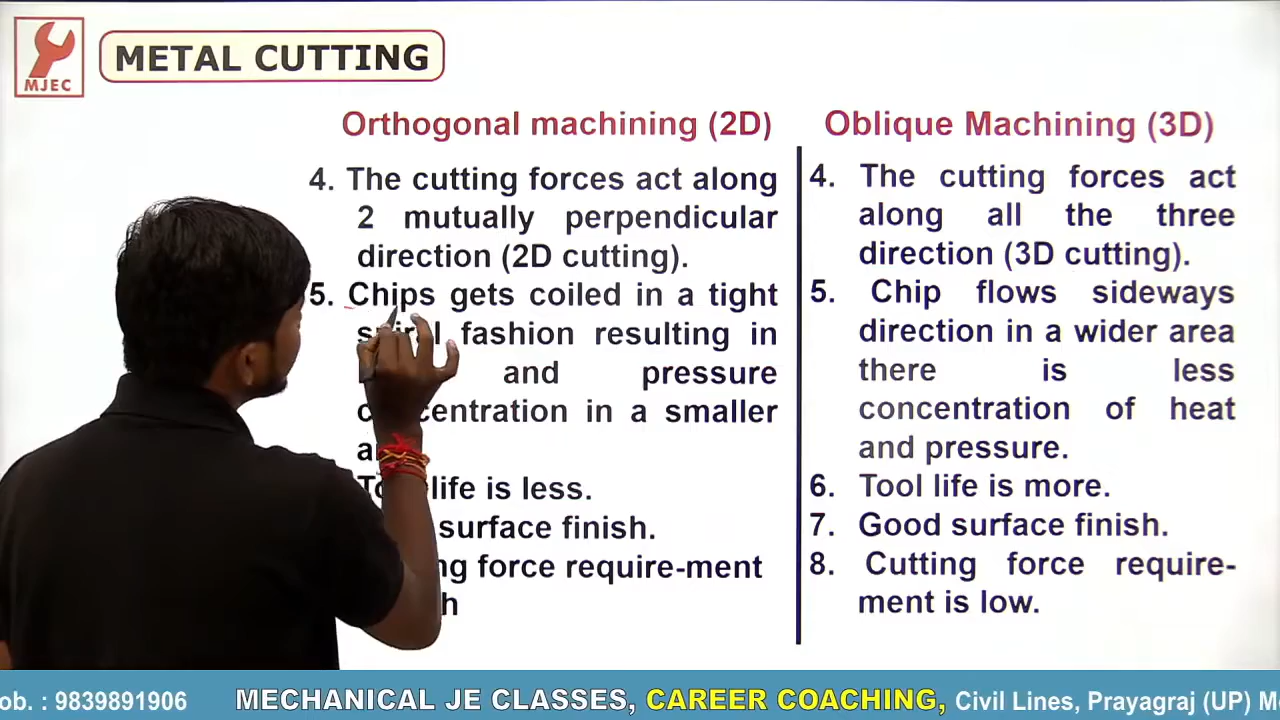 MJEC
METAL CUTTING
Orthogonal machining (2D)
4. The cutting forces act along
2 mutually perpendicular
direction (2D cutting).
5. Chips gets coiled in a tight
fashion resulting in
and pressure
in a smaller
life is less.
surface finish.
force require-ment
Oblique Machining (3D)
4. The cutting forces act
along all the three
direction (3D cutting).
5. Chip flows sideways
direction in a wider area
there is less
concentration of heat
and pressure.
6. Tool life is more.
7. Good surface finish.
8. Cutting force require-
ment is low.
ob. : 9839891906 MECHANICAL JE CLASSES, CAREER COACHING, Civil Lines, Prayagraj (UP) M